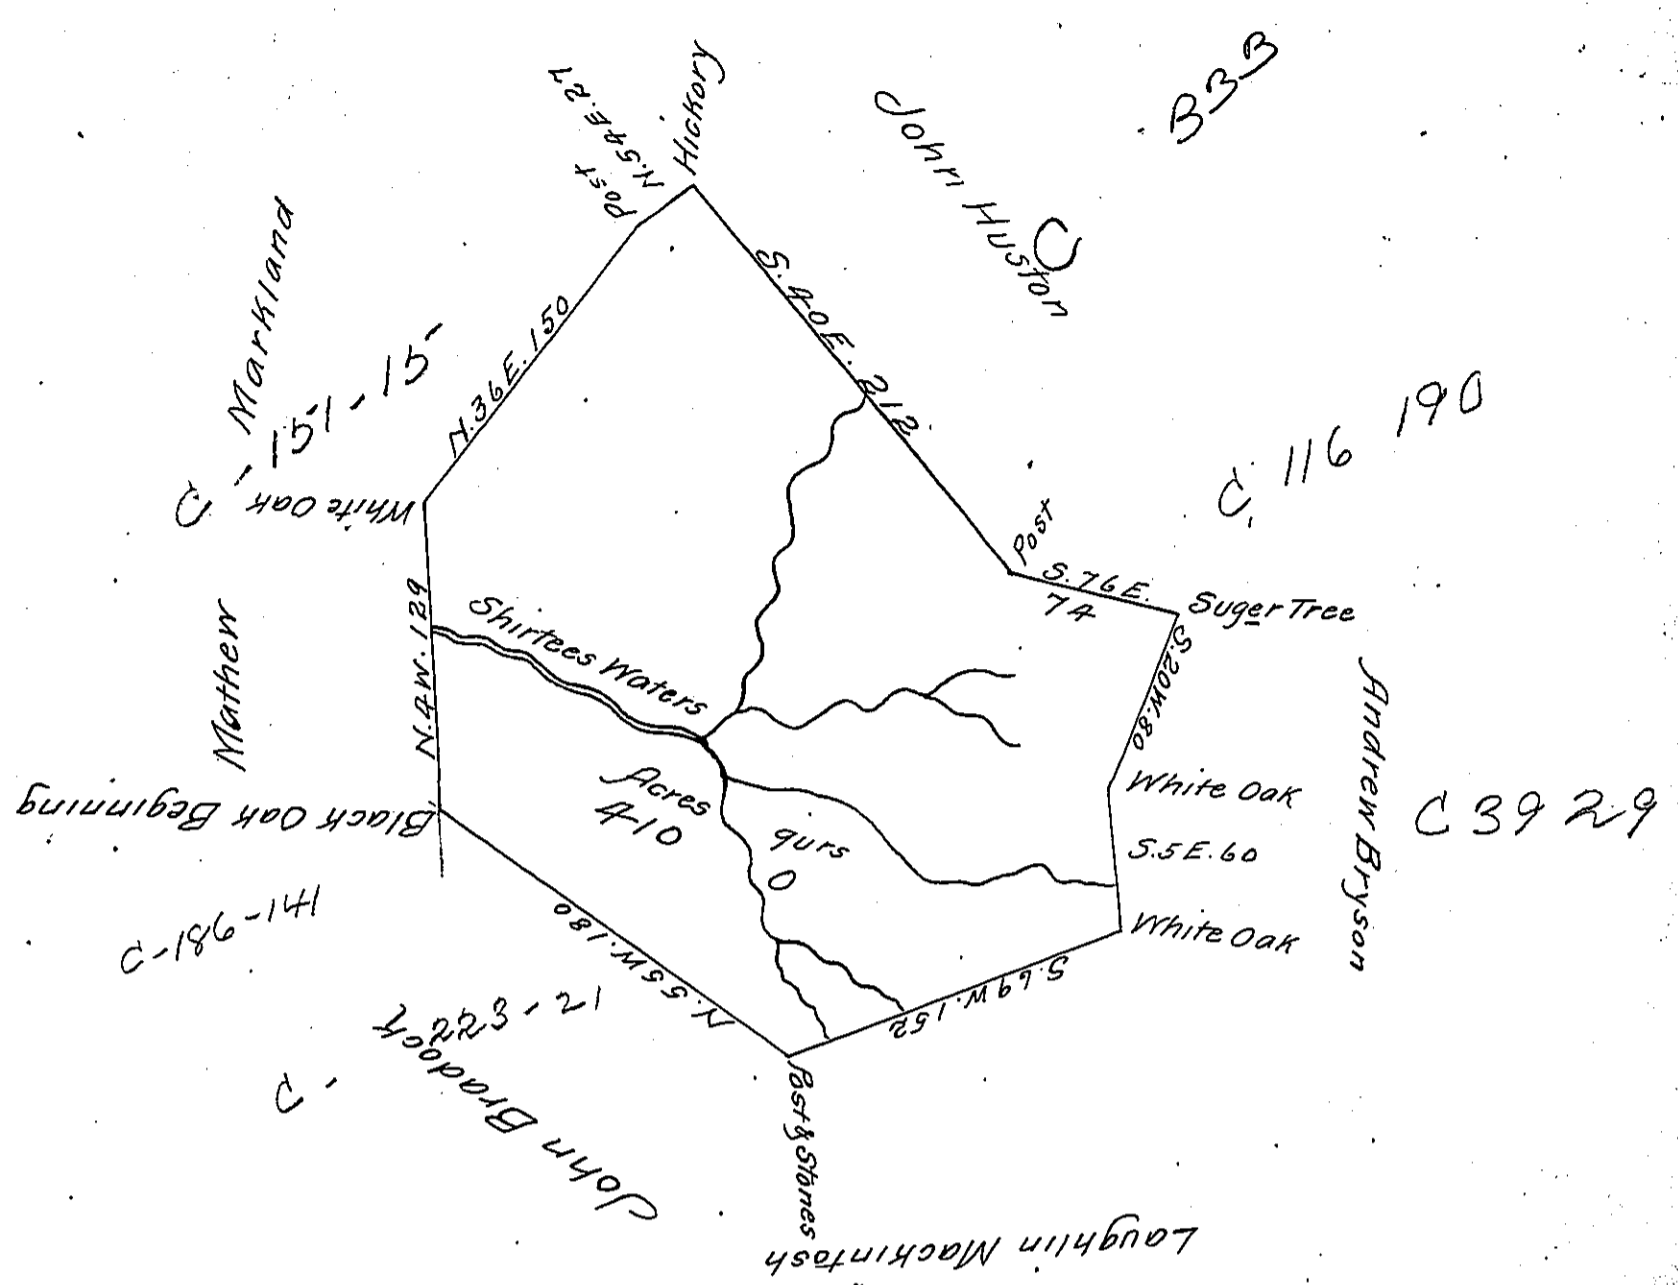 B33
Hickory
N.54E.27
Post
John Huston
C
S.40E.212.
Markland
C-151-15
N.36E.150
White Oak
C, 116 190
Post
S.76E.
74
Suger Tree
S.20W.80
Mathew
N.4W.129
Shirtees Waters
Andrew Bryson
C 39 29
White Oak
S.5E.60
White Oak
Acres
410
qurs
0
Black Oak Beginning
C-186-141
N.55W.180
S.69W.152
John Bradock
Post & Stones
Laughlin Mackintosh